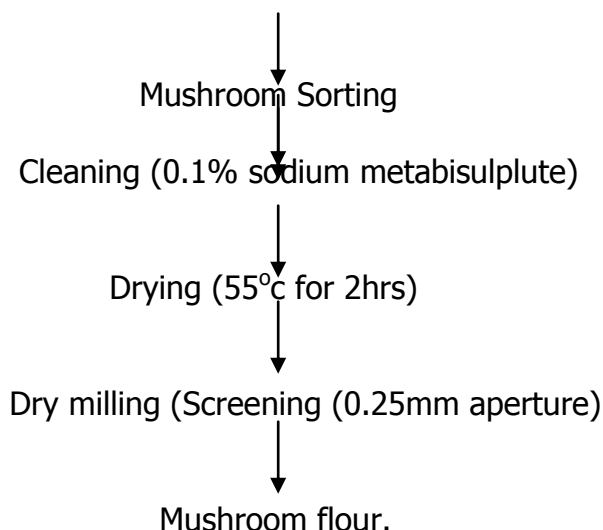 Mushroom Sorting
Cleaning (0.1% sodium metabisulplute)
Drying (55°c for 2hrs)
Dry milling (Screening (0.25mm aperture)
Mushroom flour.